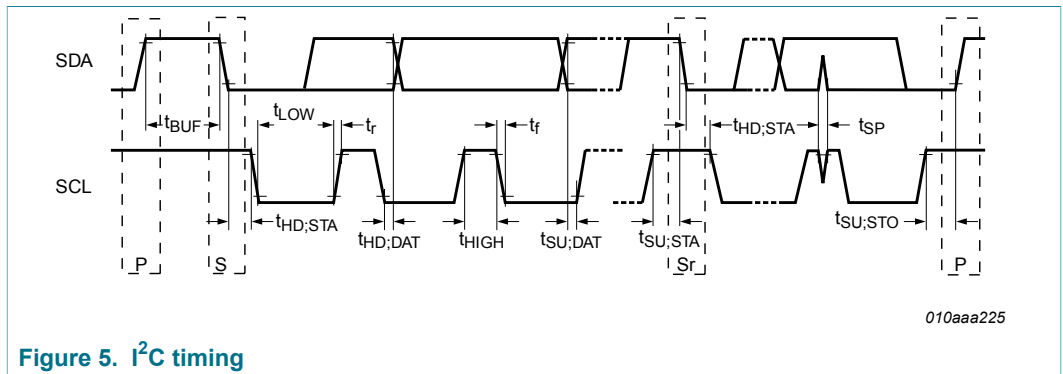 SDA
tBUF
tLOW
tr
tf
tHD;STA
tSP
SCL
tHD;STA
tHD;DAT
tHIGH
tSU;DAT
tSU;STA
tSU;STO
P
S
Sr
P
010aaa225
Figure 5. I²C timing